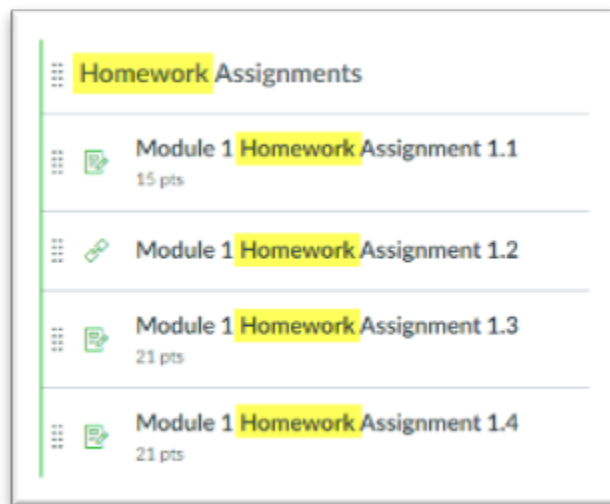 Homework Assignments
Module 1 Homework Assignment 1.1
15 pts
Module 1 Homework Assignment 1.2
Module 1 Homework Assignment 1.3
21 pts
Module 1 Homework Assignment 1.4
21 pts